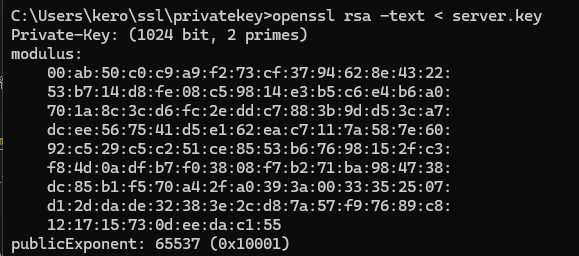 C:\Users\kero\ssl\privatekey>openssl rsa -text < server.key
Private-Key: (1024 bit, 2 primes)
modulus:
    00:ab:50:c0:c9:a9:f2:73:cf:37:94:62:8e:43:22:
    53:b7:14:d8:fe:08:c5:98:14:e3:b5:c6:e4:b6:a0:
    70:1a:8c:3c:d6:fc:2e:dd:c7:88:3b:9d:d5:3c:a7:
    dc:ee:56:75:41:d5:e1:62:ea:c7:11:7a:58:7e:60:
    92:c5:29:c5:c2:51:ce:85:53:b6:76:98:15:2f:c3:
    f8:4d:0a:df:b7:f0:38:08:f7:b2:71:ba:98:47:38:
    dc:85:b1:f5:70:a4:2f:a0:39:3a:00:33:35:25:07:
    d1:2d:da:de:32:38:3e:2c:d8:7a:57:f9:76:89:c8:
    12:17:15:73:0d:ee:da:c1:55
publicExponent: 65537 (0x10001)